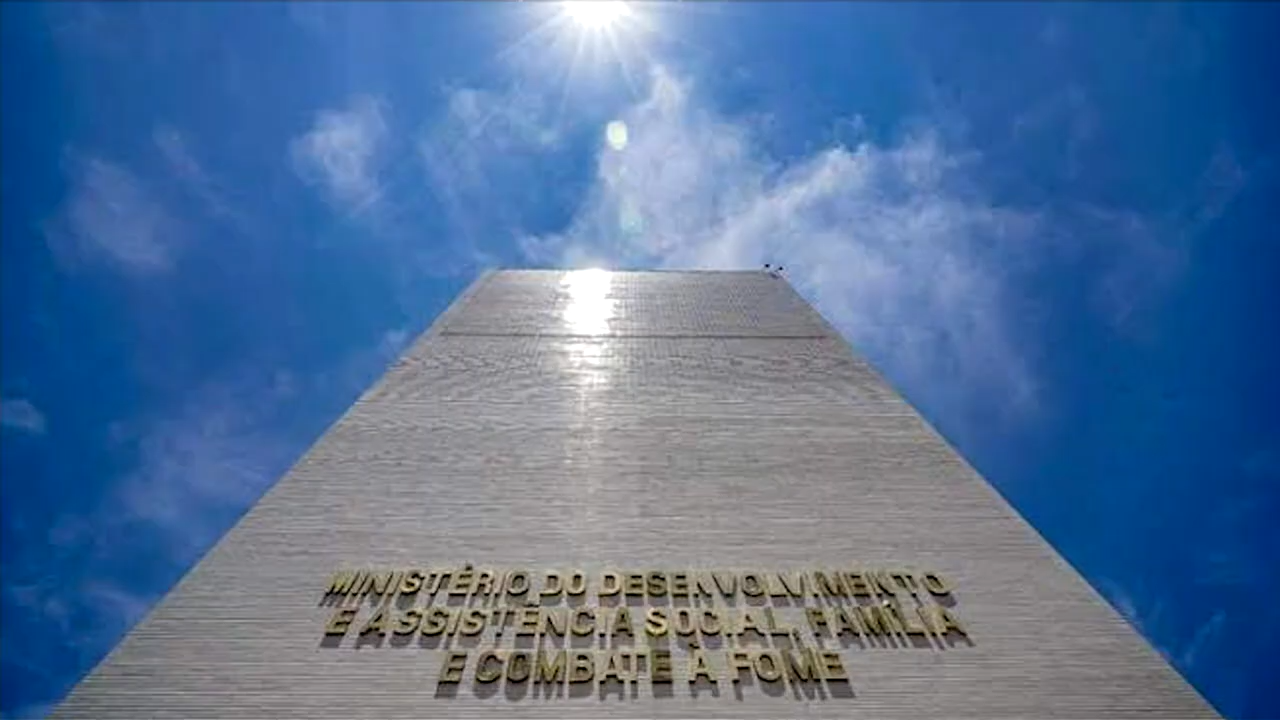 MINISTÉRIO DO DESENVOLVIMENTO
E ASSISTÊNCIA SOCIAL, FAMÍLIA
E COMBATE À FOME